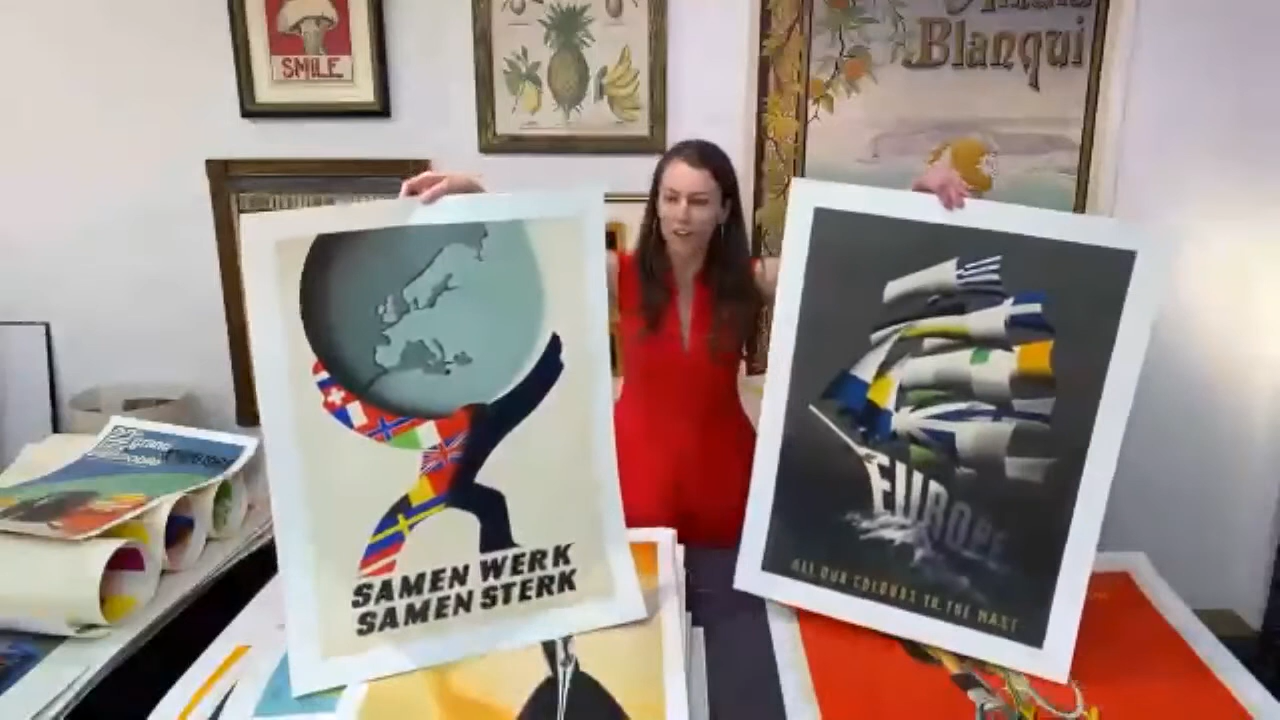 SMILE
Blanqui
SAMEN WERK
SAMEN STERK
EUROPE
ALL OUR COLOURS TO THE MAST